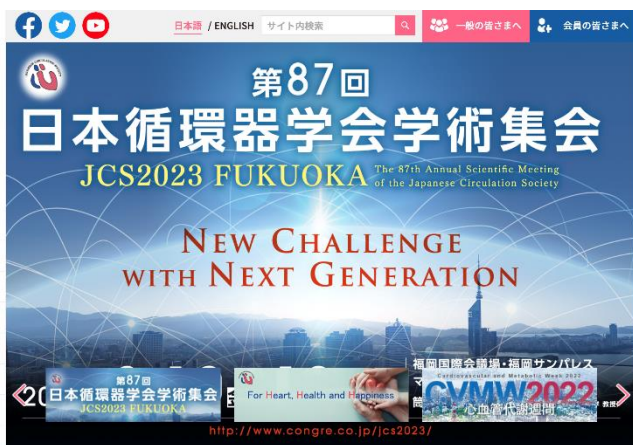 日本語 / ENGLISH
サイト内検索
一般の皆さまへ
会員の皆さまへ
第87回
日本循環器学会学術集会
JCS2023 FUKUOKA
The 87th Annual Scientific Meeting
of the Japanese Circulation Society
NEW CHALLENGE
WITH NEXT GENERATION
福岡国際会議場・福岡サンパレス
第87回
日本循環器学会学術集会
JCS2023 FUKUOKA
For Heart, Health and Happiness
Cardiovascular and Metabolic Week 2022
CVMW2022
心血管代謝週間
http://www.congre.co.jp/jcs2023/